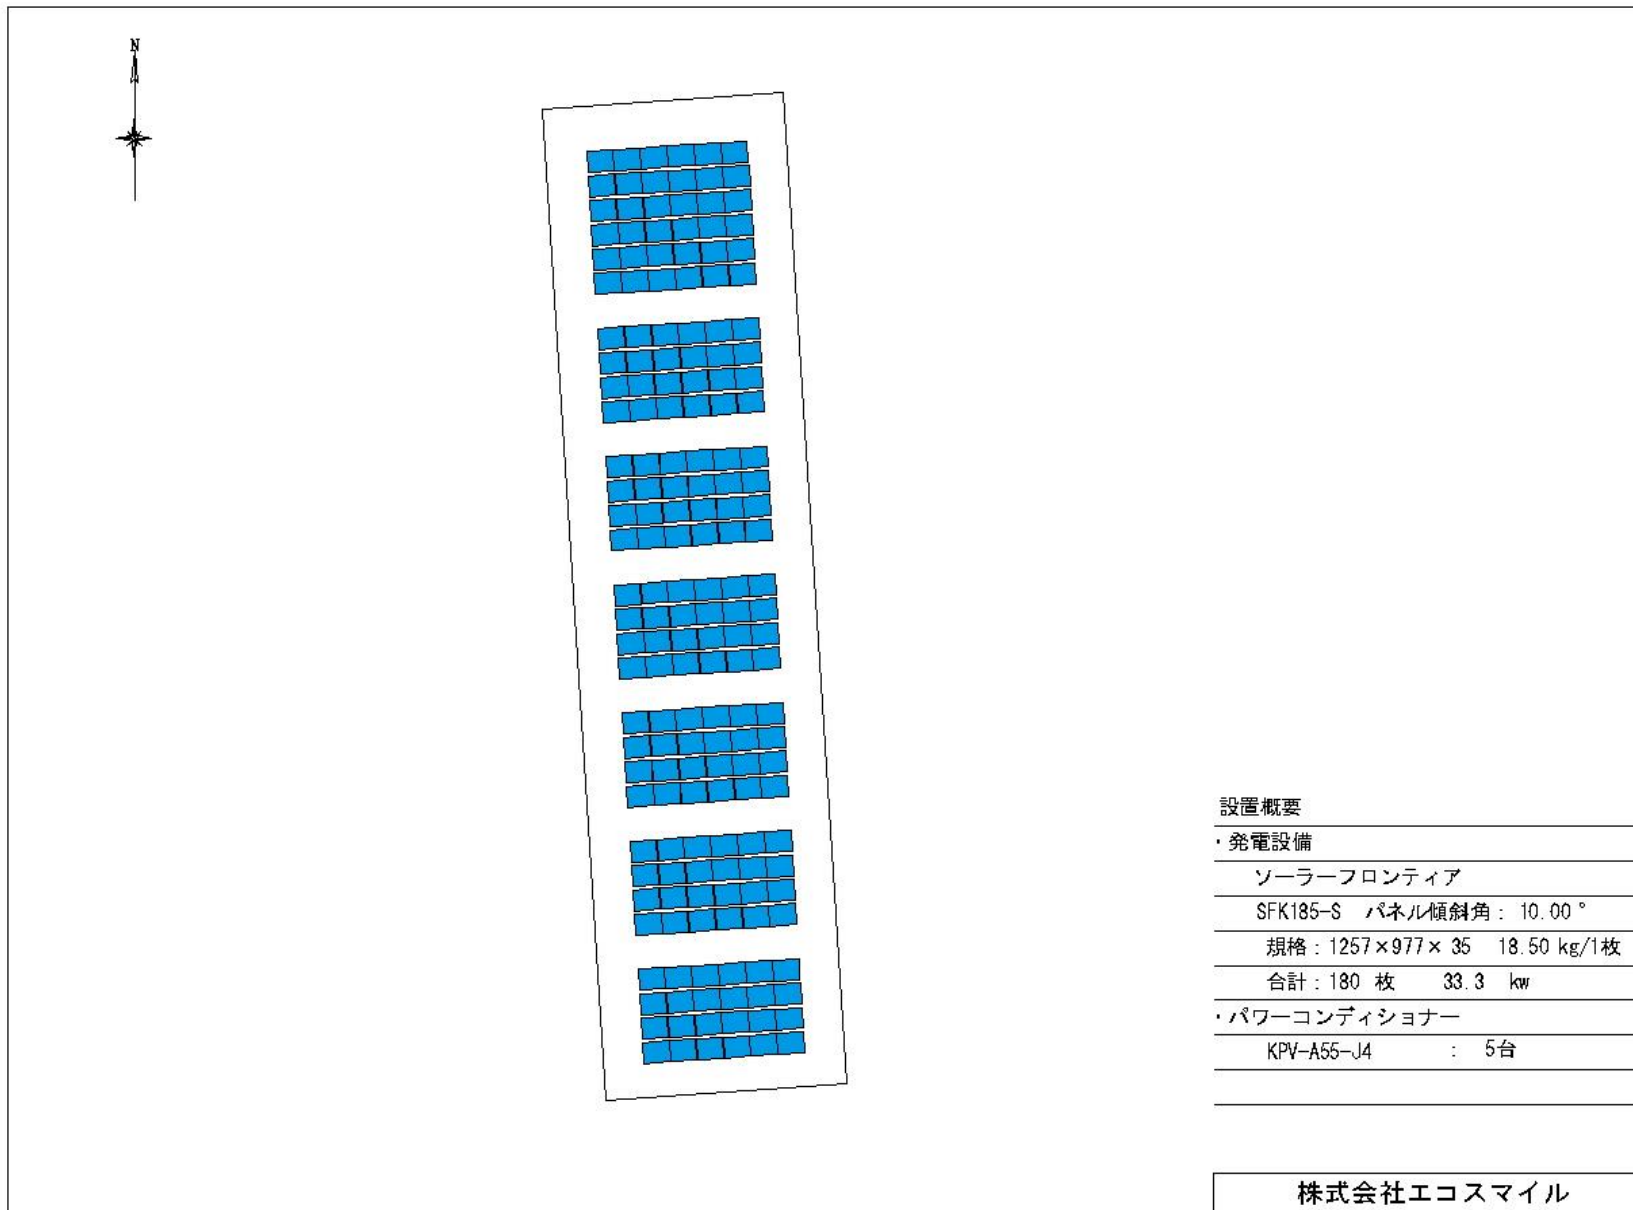 N
設置概要
・発電設備
ソーラーフロンティア
SFK185-S パネル傾斜角： 10.00 °
規格：1257×977× 35 18.50 kg/1枚
合計：180 枚 33.3 kw
・パワーコンディショナー
KPV-A55-J4 ： 5台
株式会社エコスマイル